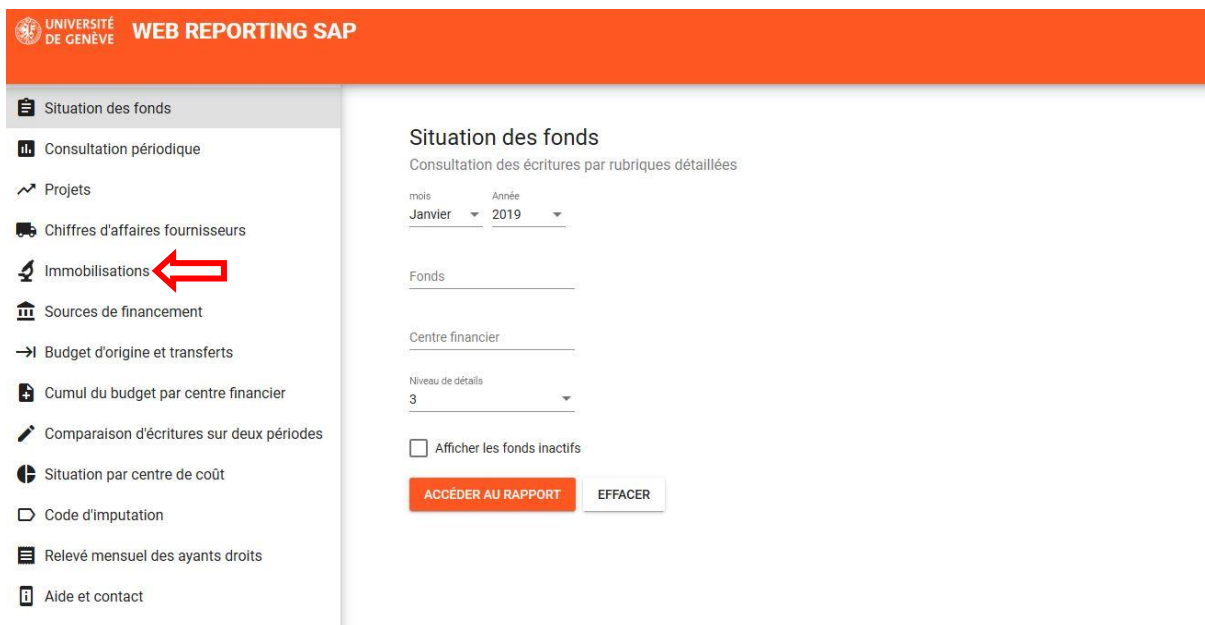 UNIVERSITÉ
DE GENÈVE
WEB REPORTING SAP
Situation des fonds
Consultation périodique
Projets
Chiffres d'affaires fournisseurs
Immobilisations
Sources de financement
Budget d'origine et transferts
Cumul du budget par centre financier
Comparaison d'écritures sur deux périodes
Situation par centre de coût
Code d'imputation
Relevé mensuel des ayants droits
Aide et contact
Situation des fonds
Consultation des écritures par rubriques détaillées
mois Année
Janvier 2019
Fonds
Centre financier
Niveau de détails
3
Afficher les fonds inactifs
ACCÉDER AU RAPPORT EFFACER